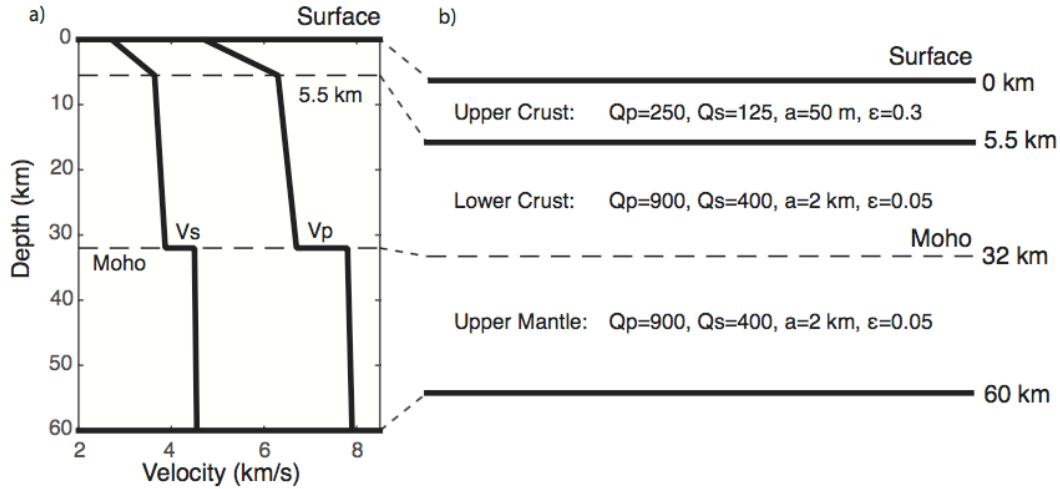 a)
Surface
0
10
20
30
40
50
60
Depth (km)
5.5 km
Vs
Vp
Moho
2
4
6
8
Velocity (km/s)
b)
Surface
0 km
Upper Crust: Qp=250, Qs=125, a=50 m, ε=0.3
5.5 km
Lower Crust: Qp=900, Qs=400, a=2 km, ε=0.05
Moho
32 km
Upper Mantle: Qp=900, Qs=400, a=2 km, ε=0.05
60 km